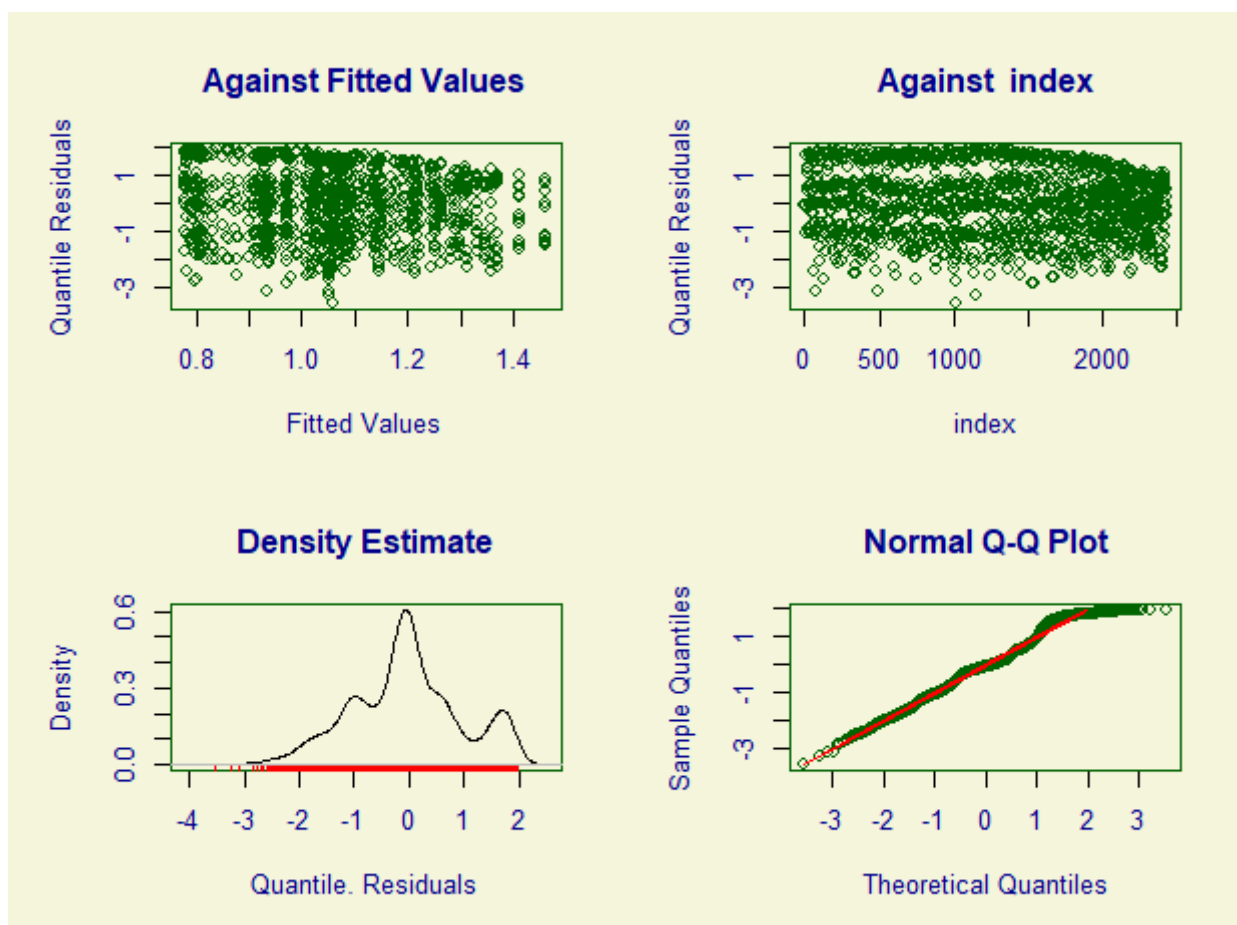 Against Fitted Values
Quantile Residuals
-3 -1 1
0.8 1.0 1.2 1.4
Fitted Values
Against index
Quantile Residuals
-3 -1 1
0 500 1000 2000
index
Density Estimate
Density
0.0 0.3 0.6
-4 -3 -2 -1 0 1 2
Quantile. Residuals
Normal Q-Q Plot
Sample Quantiles
-3 -1 1
-3 -2 -1 0 1 2 3
Theoretical Quantiles